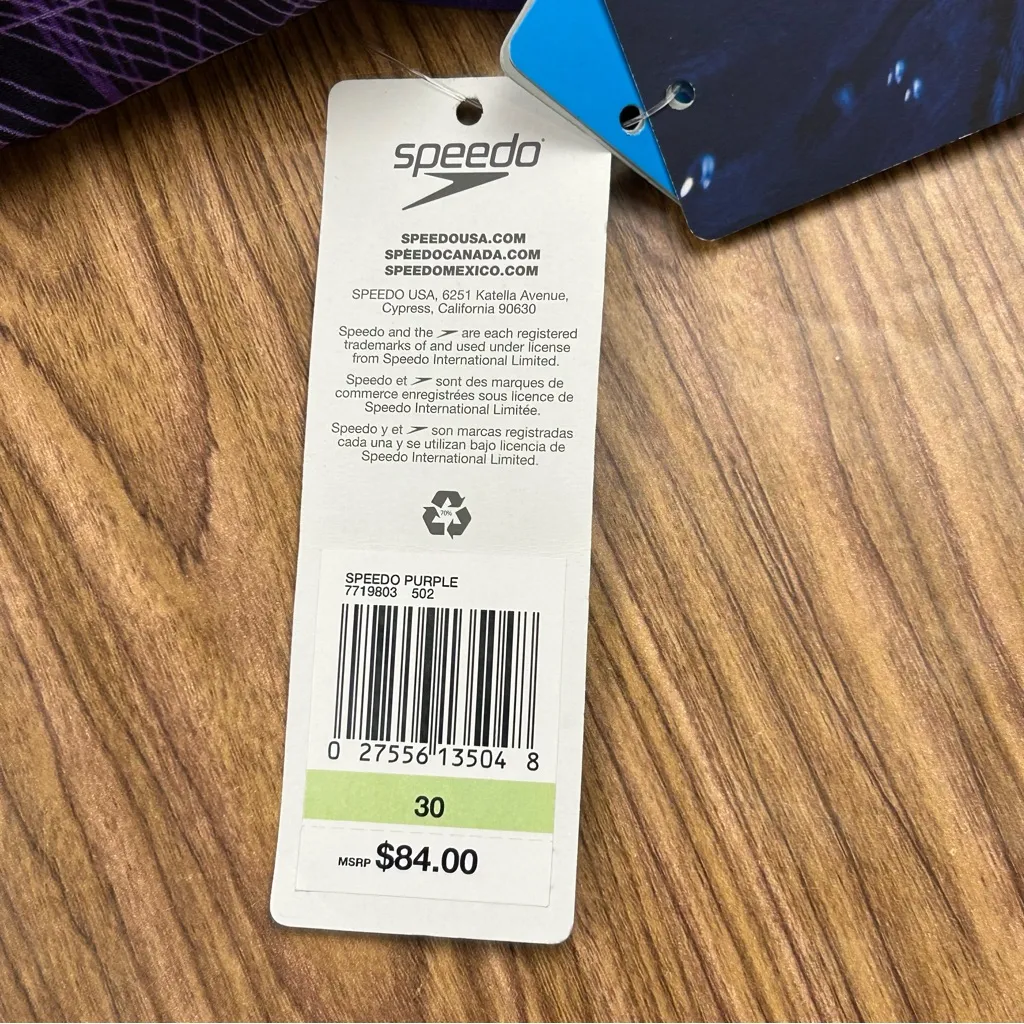 speedo
SPEEDOUSA.COM
SPEEDOCANADA.COM
SPEEDOMEXICO.COM
SPEEDO USA, 6251 Katella Avenue,
Cypress, California 90630
Speedo and the are each registered
trademarks of and used under license
from Speedo International Limited.
Speedo et sont des marques de
commerce enregistrées sous licence de
Speedo International Limitée.
Speedo y et son marcas registradas
cada una y se utilizan bajo licencia de
Speedo International Limited.
70%
SPEEDO PURPLE
7719803 502
0 27556 13504 8
30
MSRP $84.00